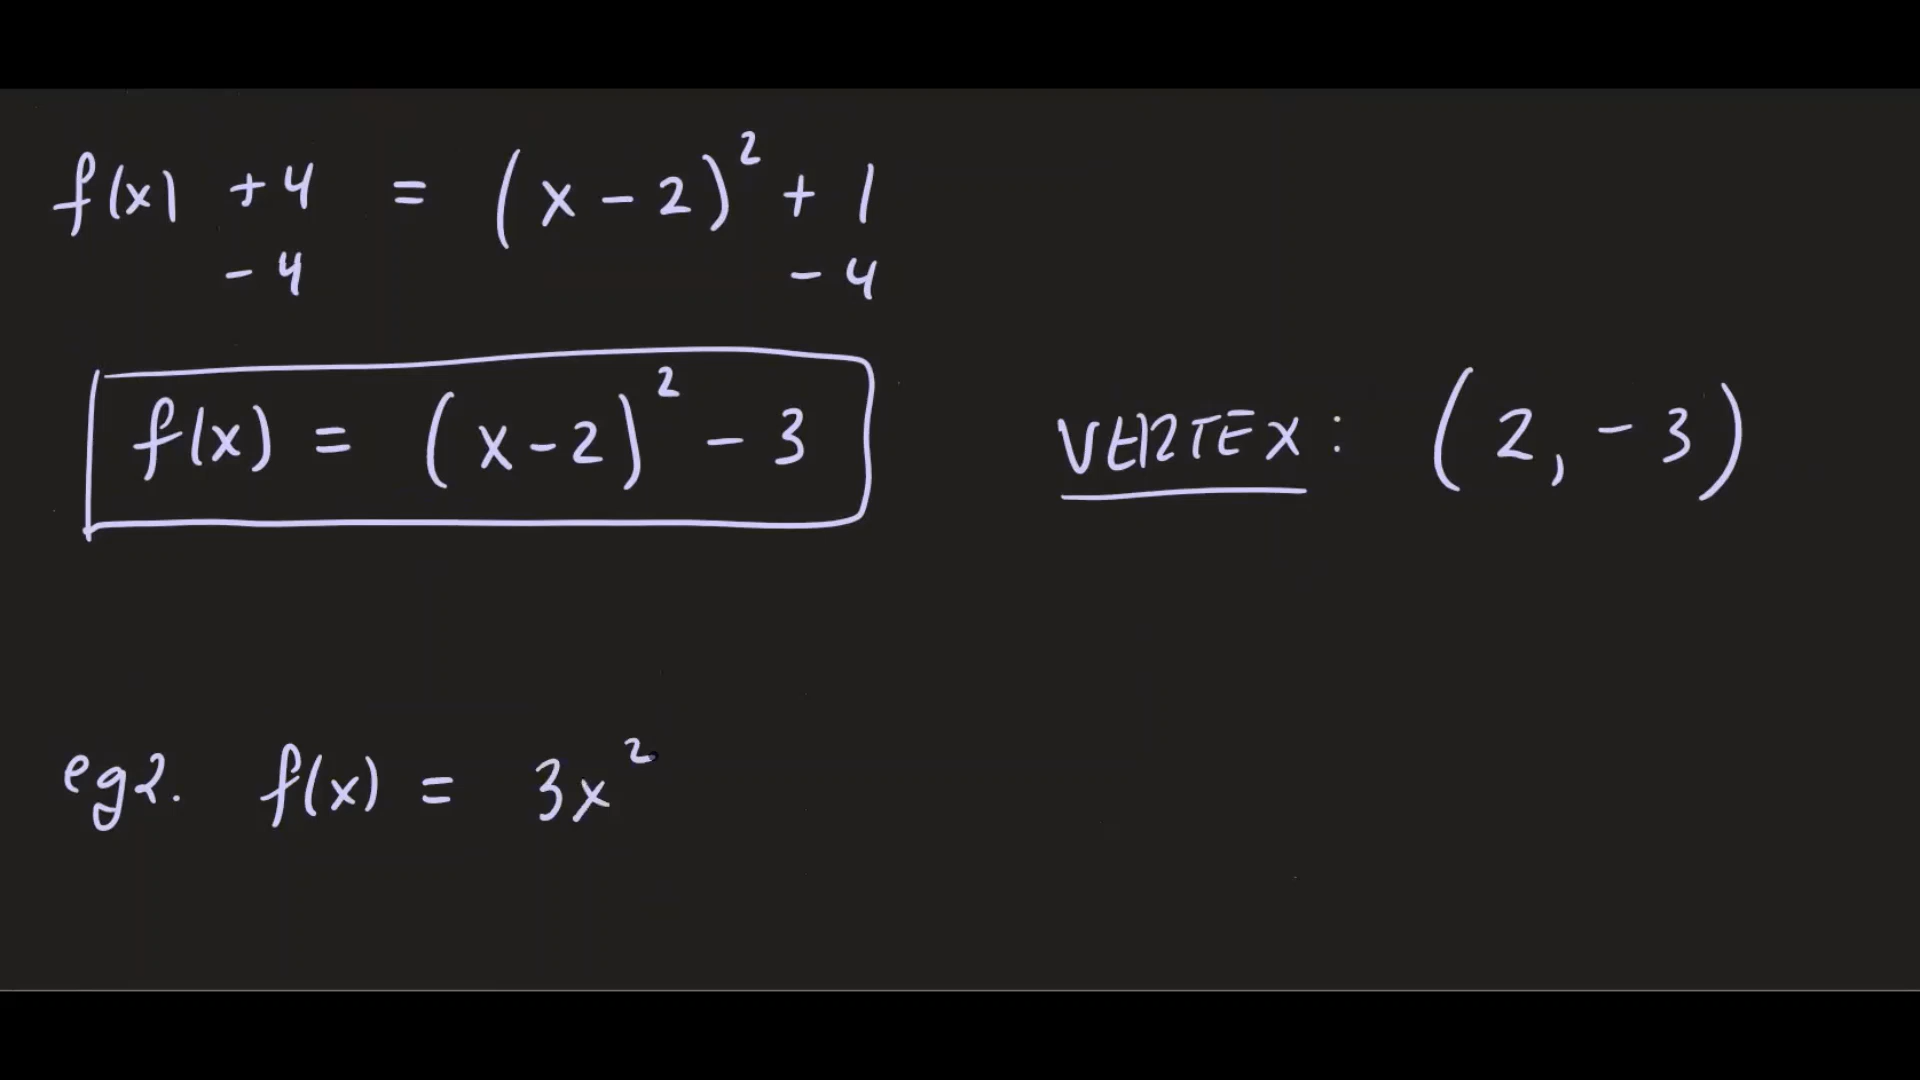 f(x) + 4 = (x - 2)² + 1
- 4 - 4
f(x) = (x - 2)² - 3 VERTEX: (2, -3)
eg2. f(x) = 3x²